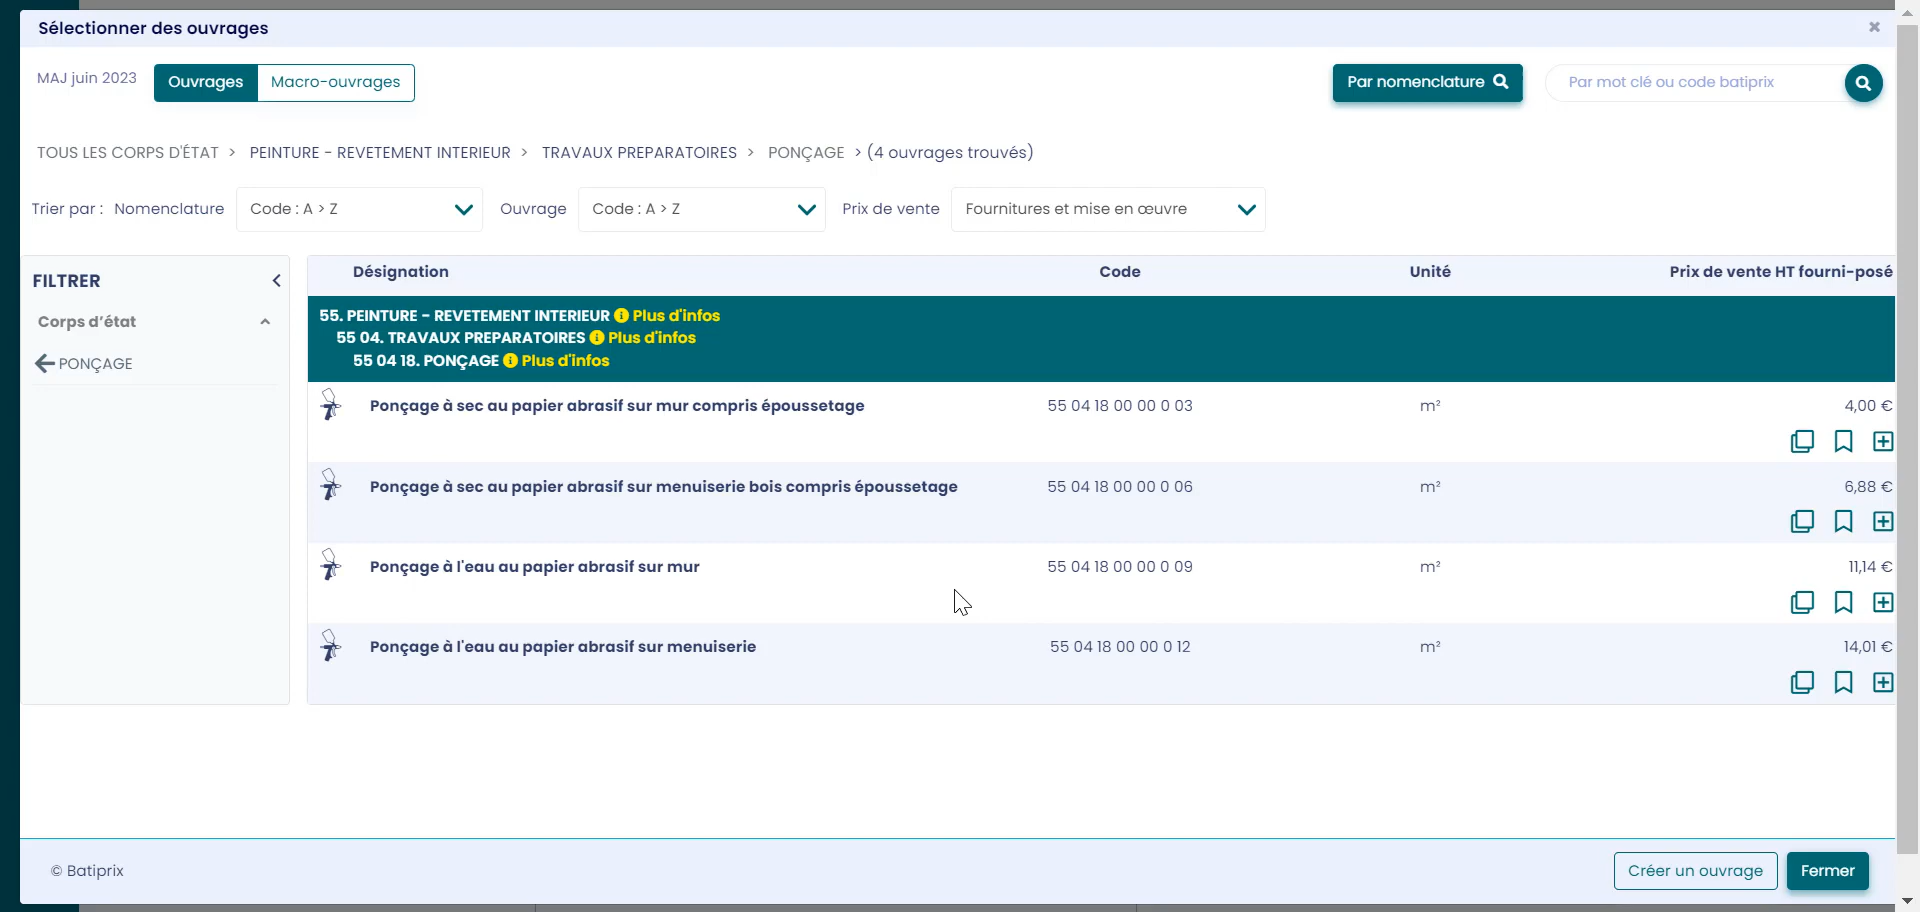 Sélectionner des ouvrages
MAJ juin 2023
Ouvrages
Macro-ouvrages
Par nomenclature
Par mot clé ou code batiprix
TOUS LES CORPS D'ÉTAT > PEINTURE - REVETEMENT INTERIEUR > TRAVAUX PREPARATOIRES > PONÇAGE > (4 ouvrages trouvés)
Trier par : Nomenclature Code : A > Z Ouvrage Code : A > Z Prix de vente Fournitures et mise en œuvre
FILTRER
Corps d'état
PONÇAGE
Désignation Code Unité Prix de vente HT fourni-posé
55. PEINTURE - REVETEMENT INTERIEUR Plus d'infos
55 04. TRAVAUX PREPARATOIRES Plus d'infos
55 04 18. PONÇAGE Plus d'infos
Ponçage à sec au papier abrasif sur mur compris époussetage 55 04 18 00 00 0 03 m² 4,00 €
Ponçage à sec au papier abrasif sur menuiserie bois compris époussetage 55 04 18 00 00 0 06 m² 6,88 €
Ponçage à l'eau au papier abrasif sur mur 55 04 18 00 00 0 09 m² 11,14 €
Ponçage à l'eau au papier abrasif sur menuiserie 55 04 18 00 00 0 12 m² 14,01 €
© Batiprix
Créer un ouvrage
Fermer